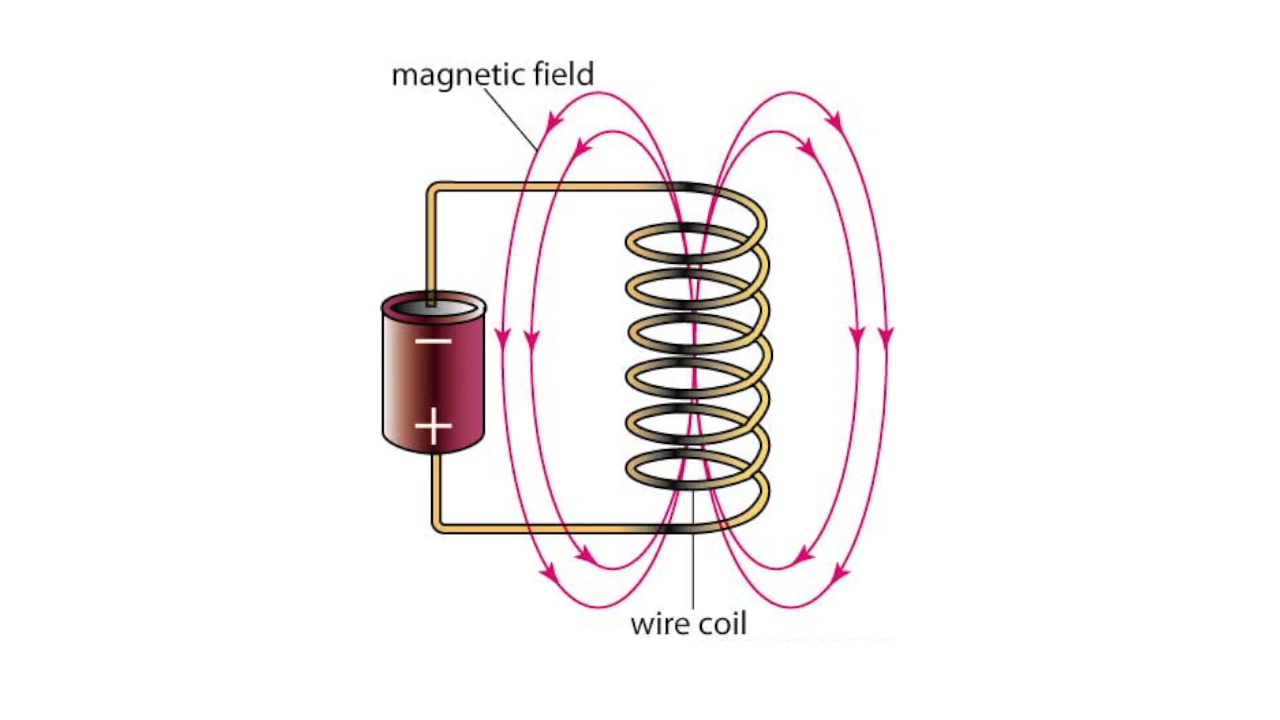 magnetic field
−
+
wire coil